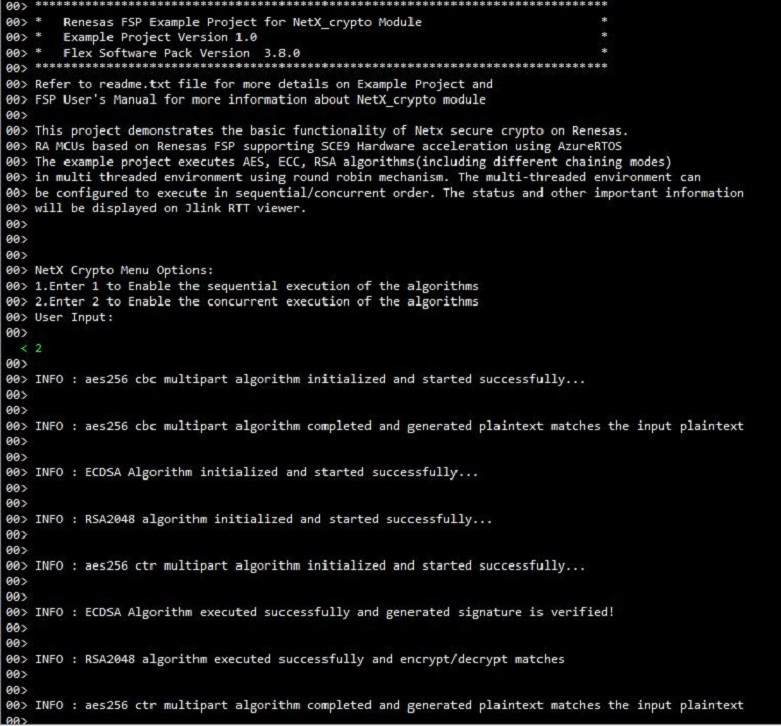 00> **********************************************************************
00> *   Renesas FSP Example Project for NetX_crypto Module                         *
00> *   Example Project Version 1.0                                                *
00> *   Flex Software Pack Version  3.8.0                                          *
00> **********************************************************************
00> Refer to readme.txt file for more details on Example Project and
00> FSP User's Manual for more information about NetX_crypto module
00>
00> This project demonstrates the basic functionality of Netx secure crypto on Renesas.
00> RA MCUs based on Renesas FSP supporting SCE9 Hardware acceleration using AzureRTOS
00> The example project executes AES, ECC, RSA algorithms(including different chaining modes)
00> in multi threaded environment using round robin mechanism. The multi-threaded environment can
00> be configured to execute in sequential/concurrent order. The status and other important information
00> will be displayed on Jlink RTT viewer.
00>
00>
00>
00> NetX Crypto Menu Options:
00> 1.Enter 1 to Enable the sequential execution of the algorithms
00> 2.Enter 2 to Enable the concurrent execution of the algorithms
00> User Input:
00>
< 2
00>
00> INFO : aes256 cbc multipart algorithm initialized and started successfully...
00>
00>
00> INFO : aes256 cbc multipart algorithm completed and generated plaintext matches the input plaintext
00>
00>
00> INFO : ECDSA Algorithm initialized and started successfully...
00>
00>
00> INFO : RSA2048 algorithm initialized and started successfully...
00>
00>
00> INFO : aes256 ctr multipart algorithm initialized and started successfully...
00>
00>
00> INFO : ECDSA Algorithm executed successfully and generated signature is verified!
00>
00>
00> INFO : RSA2048 algorithm executed successfully and encrypt/decrypt matches
00>
00>
00> INFO : aes256 ctr multipart algorithm completed and generated plaintext matches the input plaintext
00>